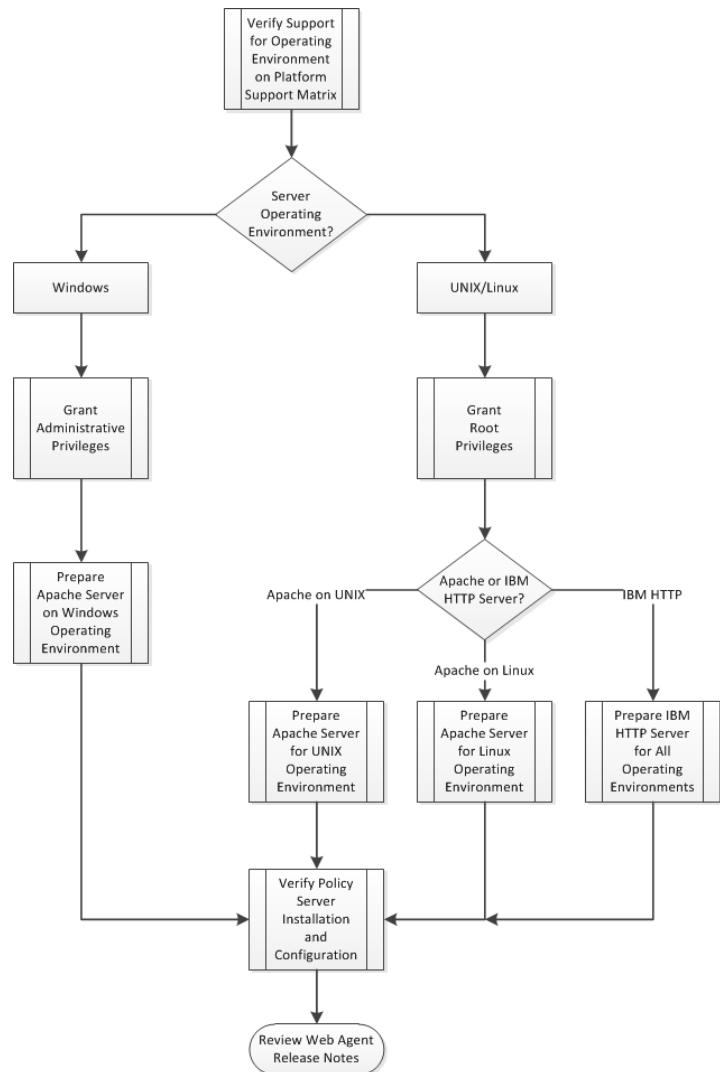 Verify Support
for Operating
Environment
on Platform
Support Matrix
Server
Operating
Environment?
Windows
UNIX/Linux
Grant
Administrative
Privileges
Grant
Root
Privileges
Prepare
Apache Server
on Windows
Operating
Environment
Apache or IBM
HTTP Server?
Apache on UNIX
IBM HTTP
Apache on Linux
Prepare
Apache Server
for UNIX
Operating
Environment
Prepare
Apache Server
for Linux
Operating
Environment
Prepare IBM
HTTP Server
for All
Operating
Environments
Verify Policy
Server
Installation
and
Configuration
Review Web Agent
Release Notes